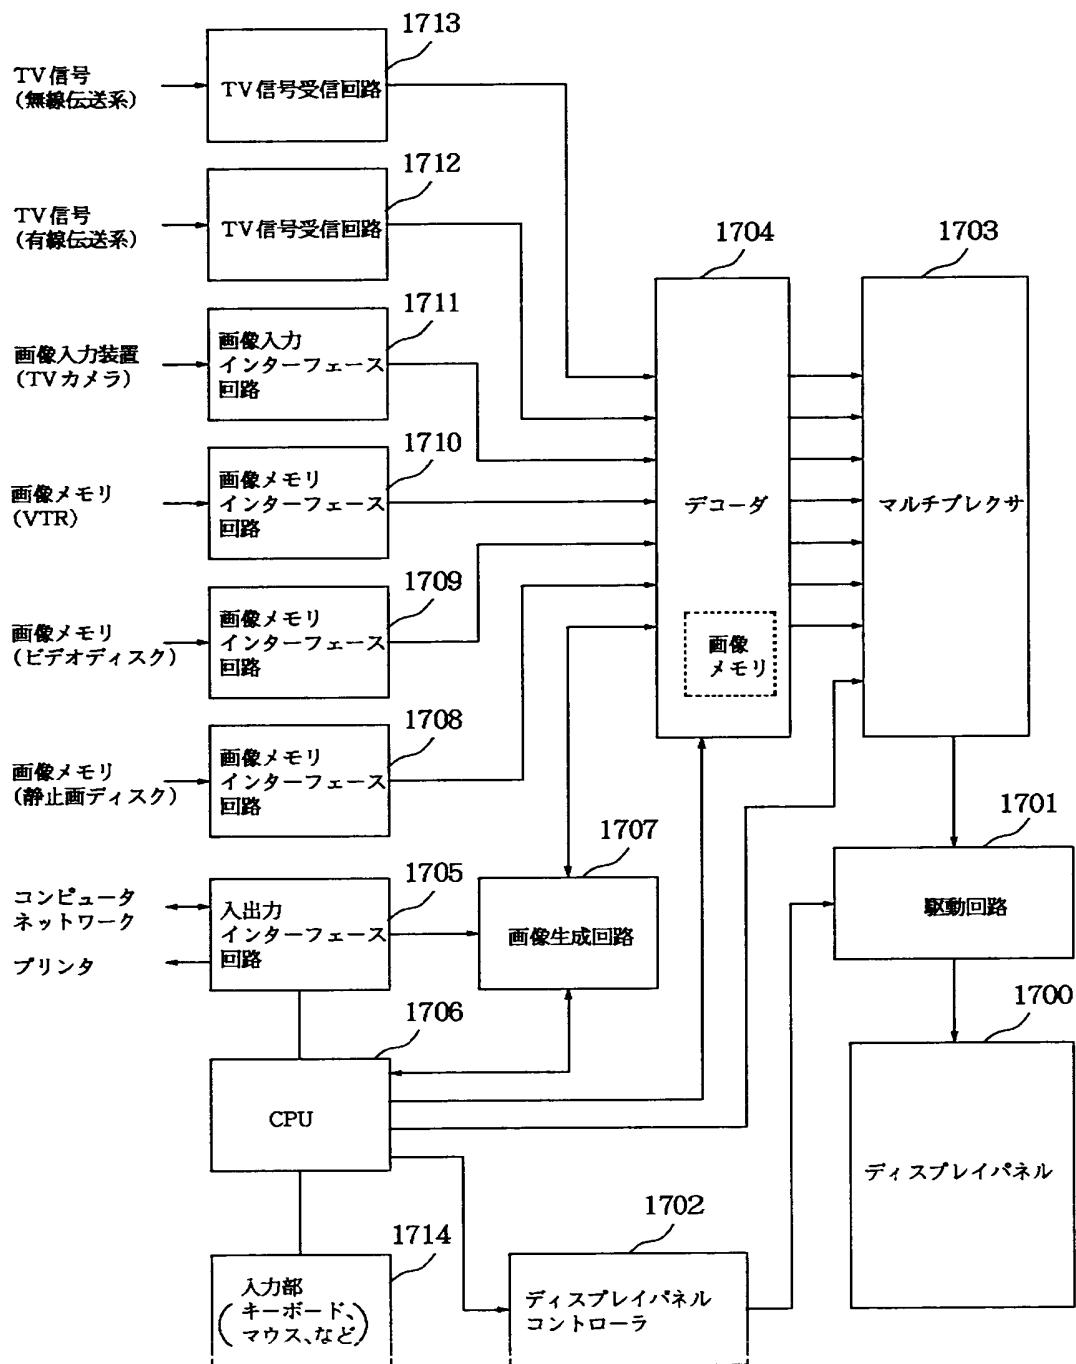 1713
TV信号
(無線伝送系)
TV信号受信回路
1712
TV信号
(有線伝送系)
TV信号受信回路
1704
1703
1711
画像入力装置
(TVカメラ)
画像入力
インターフェース
回路
1710
画像メモリ
(VTR)
画像メモリ
インターフェース
回路
デコーダ
マルチプレクサ
1709
画像メモリ
(ビデオディスク)
画像メモリ
インターフェース
回路
画像
メモリ
1708
画像メモリ
(静止画ディスク)
画像メモリ
インターフェース
回路
1707
1701
1705
コンピュータ
ネットワーク
プリンタ
入出力
インターフェース
回路
画像生成回路
駆動回路
1706
1700
CPU
ディスプレイパネル
1714
1702
入力部
(キーボード、
マウス、など)
ディスプレイパネル
コントローラ